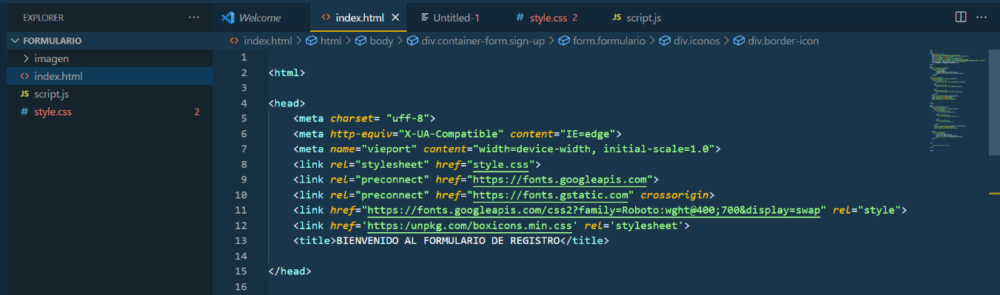 EXPLORER ···
Welcome
index.html
Untitled-1
style.css 2
script.js
FORMULARIO
imagen
index.html
JS script.js
# style.css 2
index.html > html > body > div.container-form.sign-up > form.formulario > div.iconos > div.border-icon
1
2 <html>
3
4 <head>
5 <meta charset= "uff-8">
6 <meta http-equiv="X-UA-Compatible" content="IE=edge">
7 <meta name="vieport" content="width=device-width, initial-scale=1.0">
8 <link rel="stylesheet" href="style.css">
9 <link rel="preconnect" href="https://fonts.googleapis.com">
10 <link rel="preconnect" href="https://fonts.gstatic.com" crossorigin>
11 <link href="https://fonts.googleapis.com/css2?family=Roboto:wght@400;700&display=swap" rel="style">
12 <link href='https:/unpkg.com/boxicons.min.css' rel='stylesheet'>
13 <title>BIENVENIDO AL FORMULARIO DE REGISTRO</title>
14
15 </head>
16